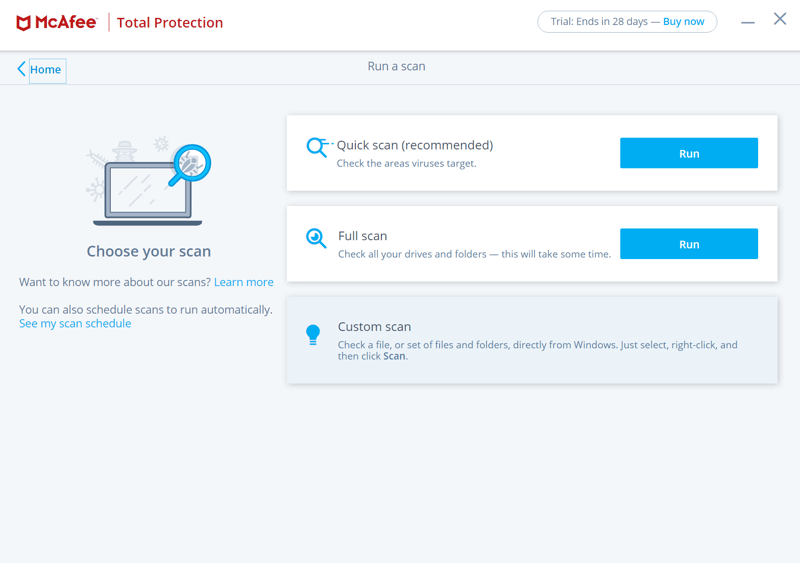 McAfee Total Protection
Trial: Ends in 28 days — Buy now
Home
Run a scan
Choose your scan
Want to know more about our scans? Learn more
You can also schedule scans to run automatically.
See my scan schedule
Quick scan (recommended)
Check the areas viruses target.
Run
Full scan
Check all your drives and folders — this will take some time.
Run
Custom scan
Check a file, or set of files and folders, directly from Windows. Just select, right-click, and
then click Scan.